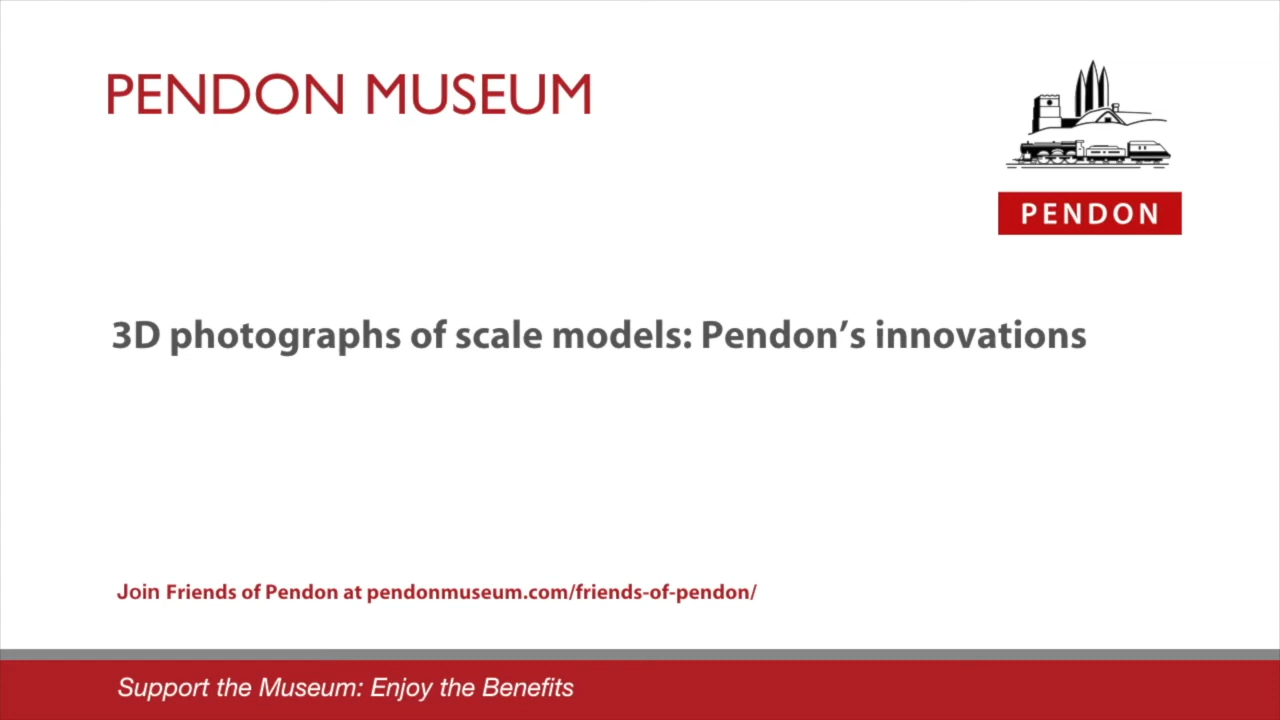 PENDON MUSEUM
PENDON
3D photographs of scale models: Pendon’s innovations
Join Friends of Pendon at pendonmuseum.com/friends-of-pendon/
Support the Museum: Enjoy the Benefits